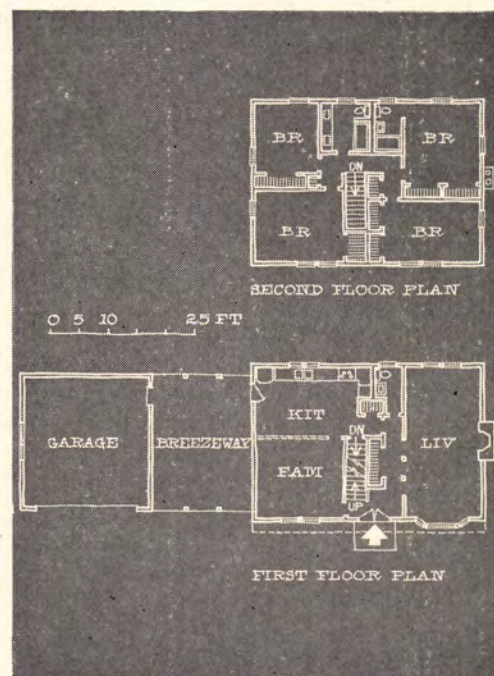 BR
BR
DN
BR
BR
SECOND FLOOR PLAN
0 5 10 25 FT
KIT
DN
GARAGE
BREEZEWAY
LIV
FAM
UP
FIRST FLOOR PLAN